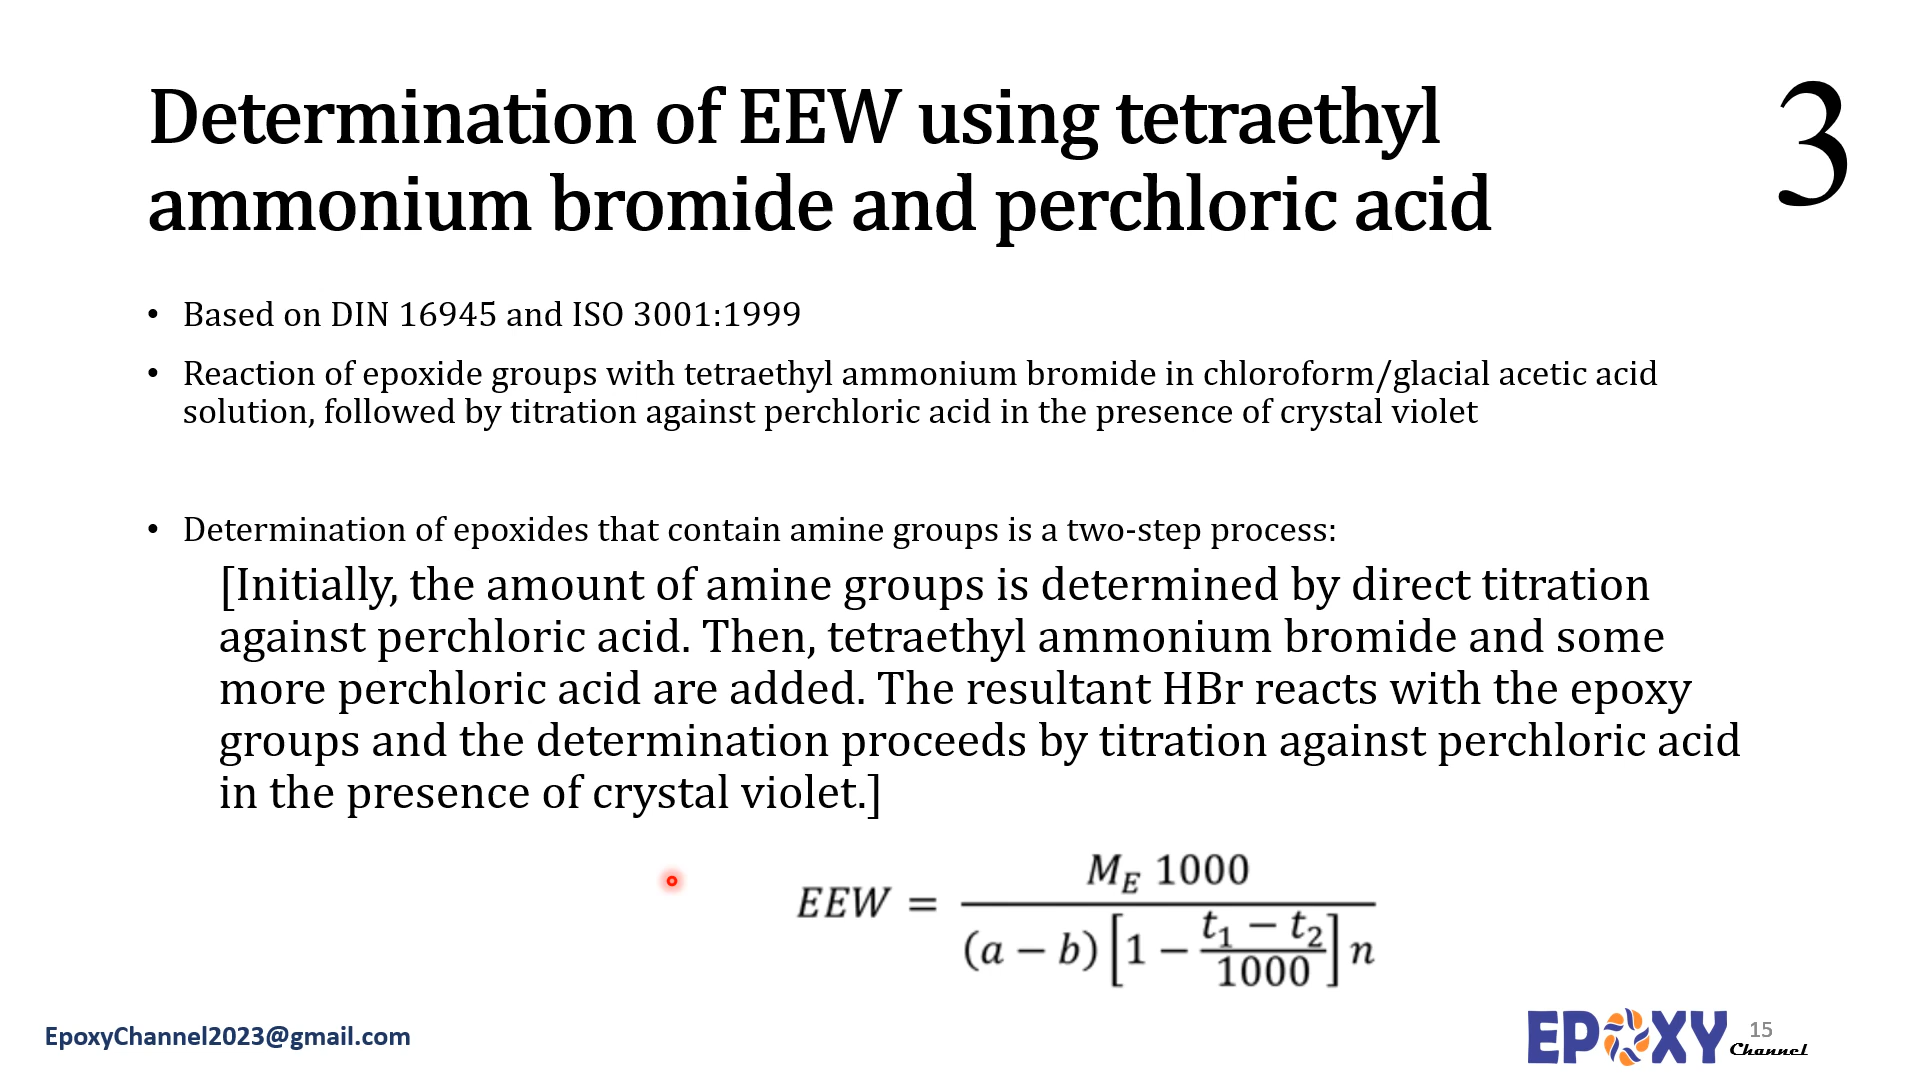 Determination of EEW using tetraethyl
ammonium bromide and perchloric acid
3
• Based on DIN 16945 and ISO 3001:1999
• Reaction of epoxide groups with tetraethyl ammonium bromide in chloroform/glacial acetic acid
solution, followed by titration against perchloric acid in the presence of crystal violet
• Determination of epoxides that contain amine groups is a two-step process:
[Initially, the amount of amine groups is determined by direct titration
against perchloric acid. Then, tetraethyl ammonium bromide and some
more perchloric acid are added. The resultant HBr reacts with the epoxy
groups and the determination proceeds by titration against perchloric acid
in the presence of crystal violet.]
EEW = \frac{M_E 1000}{(a - b) [1 - \frac{t_1 - t_2}{1000}] n}
EpoxyChannel2023@gmail.com
EPOXY
Channel
15